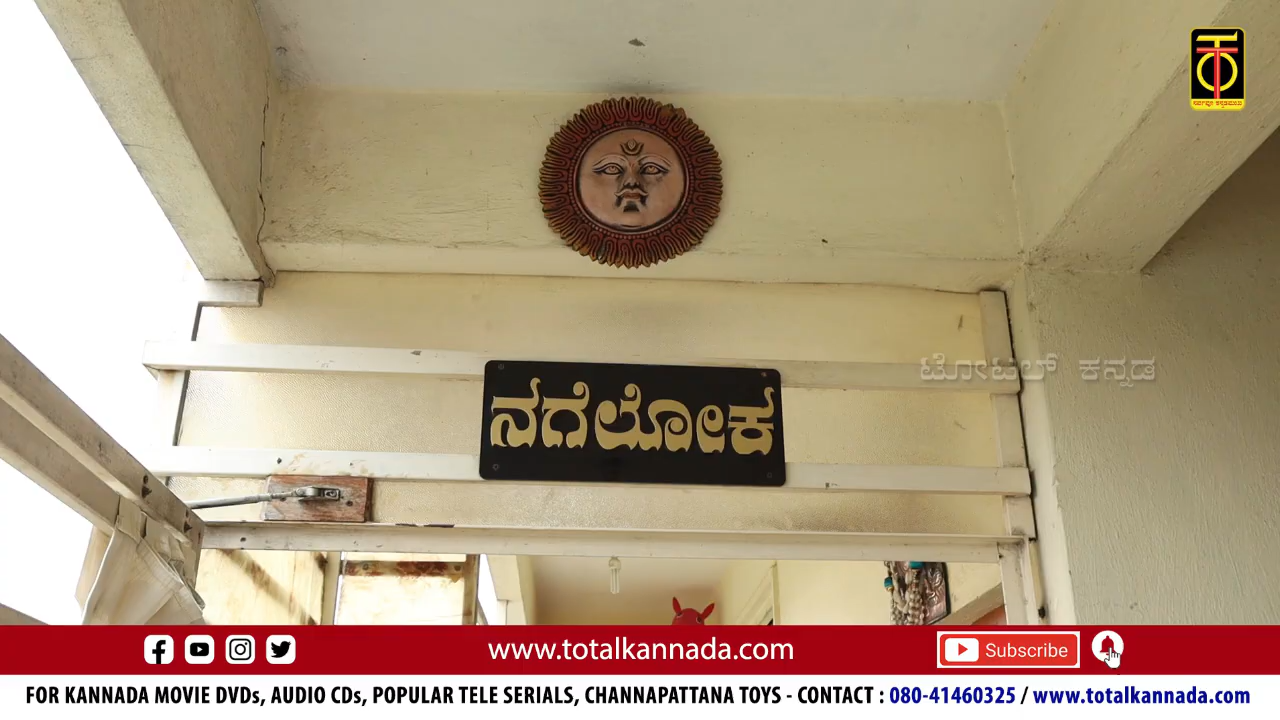 ನಗೆಲೋಕ
ಟೋಟಲ್ ಕನ್ನಡ
www.totalkannada.com
Subscribe
FOR KANNADA MOVIE DVDs, AUDIO CDs, POPULAR TELE SERIALS, CHANNAPATTANA TOYS - CONTACT : 080-41460325 / www.totalkannada.com